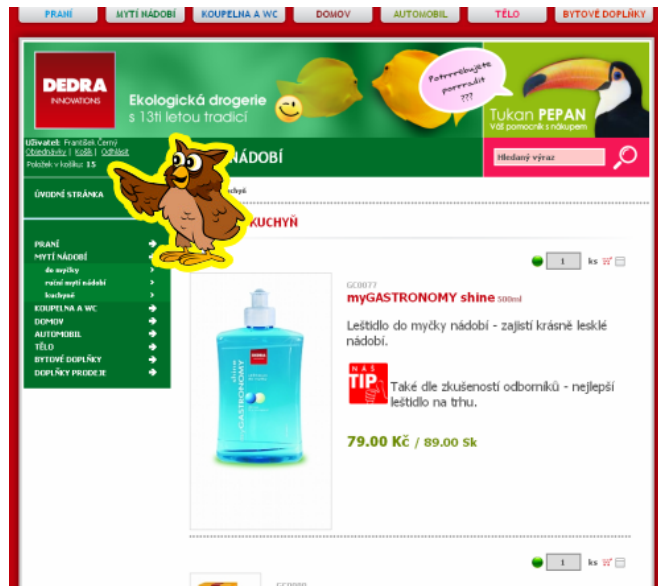 PRANÍ
MYTÍ NÁDOBÍ
KOUPELNA A WC
DOMOV
AUTOMOBIL
TĚLO
BYTOVÉ DOPLŇKY
DEDRA
INNOVATIONS
Ekologická drogerie
s 13ti letou tradicí
Potrrrebujete
porrradit
???
Tukan PEPAN
Váš pomocník s nákupem
Uživatel: František Černý
Objednávky | Košík | Odhlásit
Položek v košíku: 15
NÁDOBÍ
Hledaný výraz
ÚVODNÍ STRÁNKA
KUCHYŇ
PRANÍ
MYTÍ NÁDOBÍ
do myčky
ruční mytí nádobí
kuchyně
KOUPELNA A WC
DOMOV
AUTOMOBIL
TĚLO
BYTOVÉ DOPLŇKY
DOPLŇKY PRODEJE
1 ks
GC0077
myGASTRONOMY shine 500ml
Leštidlo do myčky nádobí - zajistí krásně lesklé
nádobí.
NÁŠ
TIP
Také dle zkušeností odborníků - nejlepší
leštidlo na trhu.
79.00 Kč / 89.00 Sk
DEDRA
shine
myGASTRONOMY
1 ks